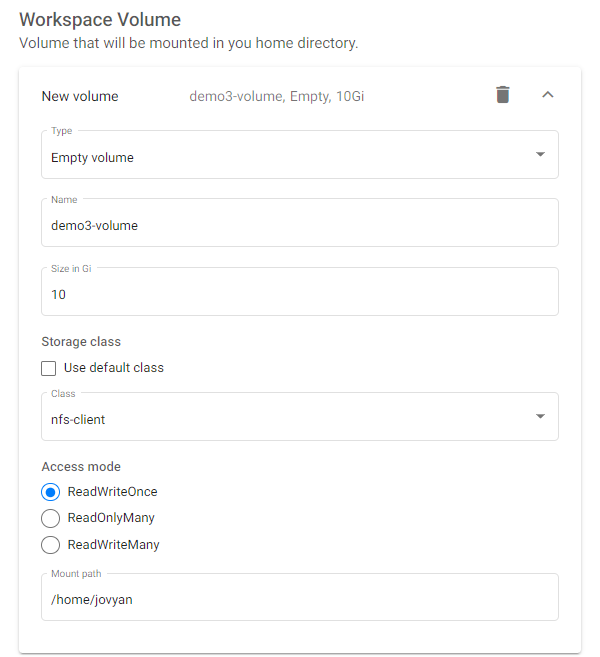 Workspace Volume
Volume that will be mounted in you home directory.
New volume demo3-volume, Empty, 10Gi
Type
Empty volume
Name
demo3-volume
Size in Gi
10
Storage class
Use default class
Class
nfs-client
Access mode
ReadWriteOnce
ReadOnlyMany
ReadWriteMany
Mount path
/home/jovyan